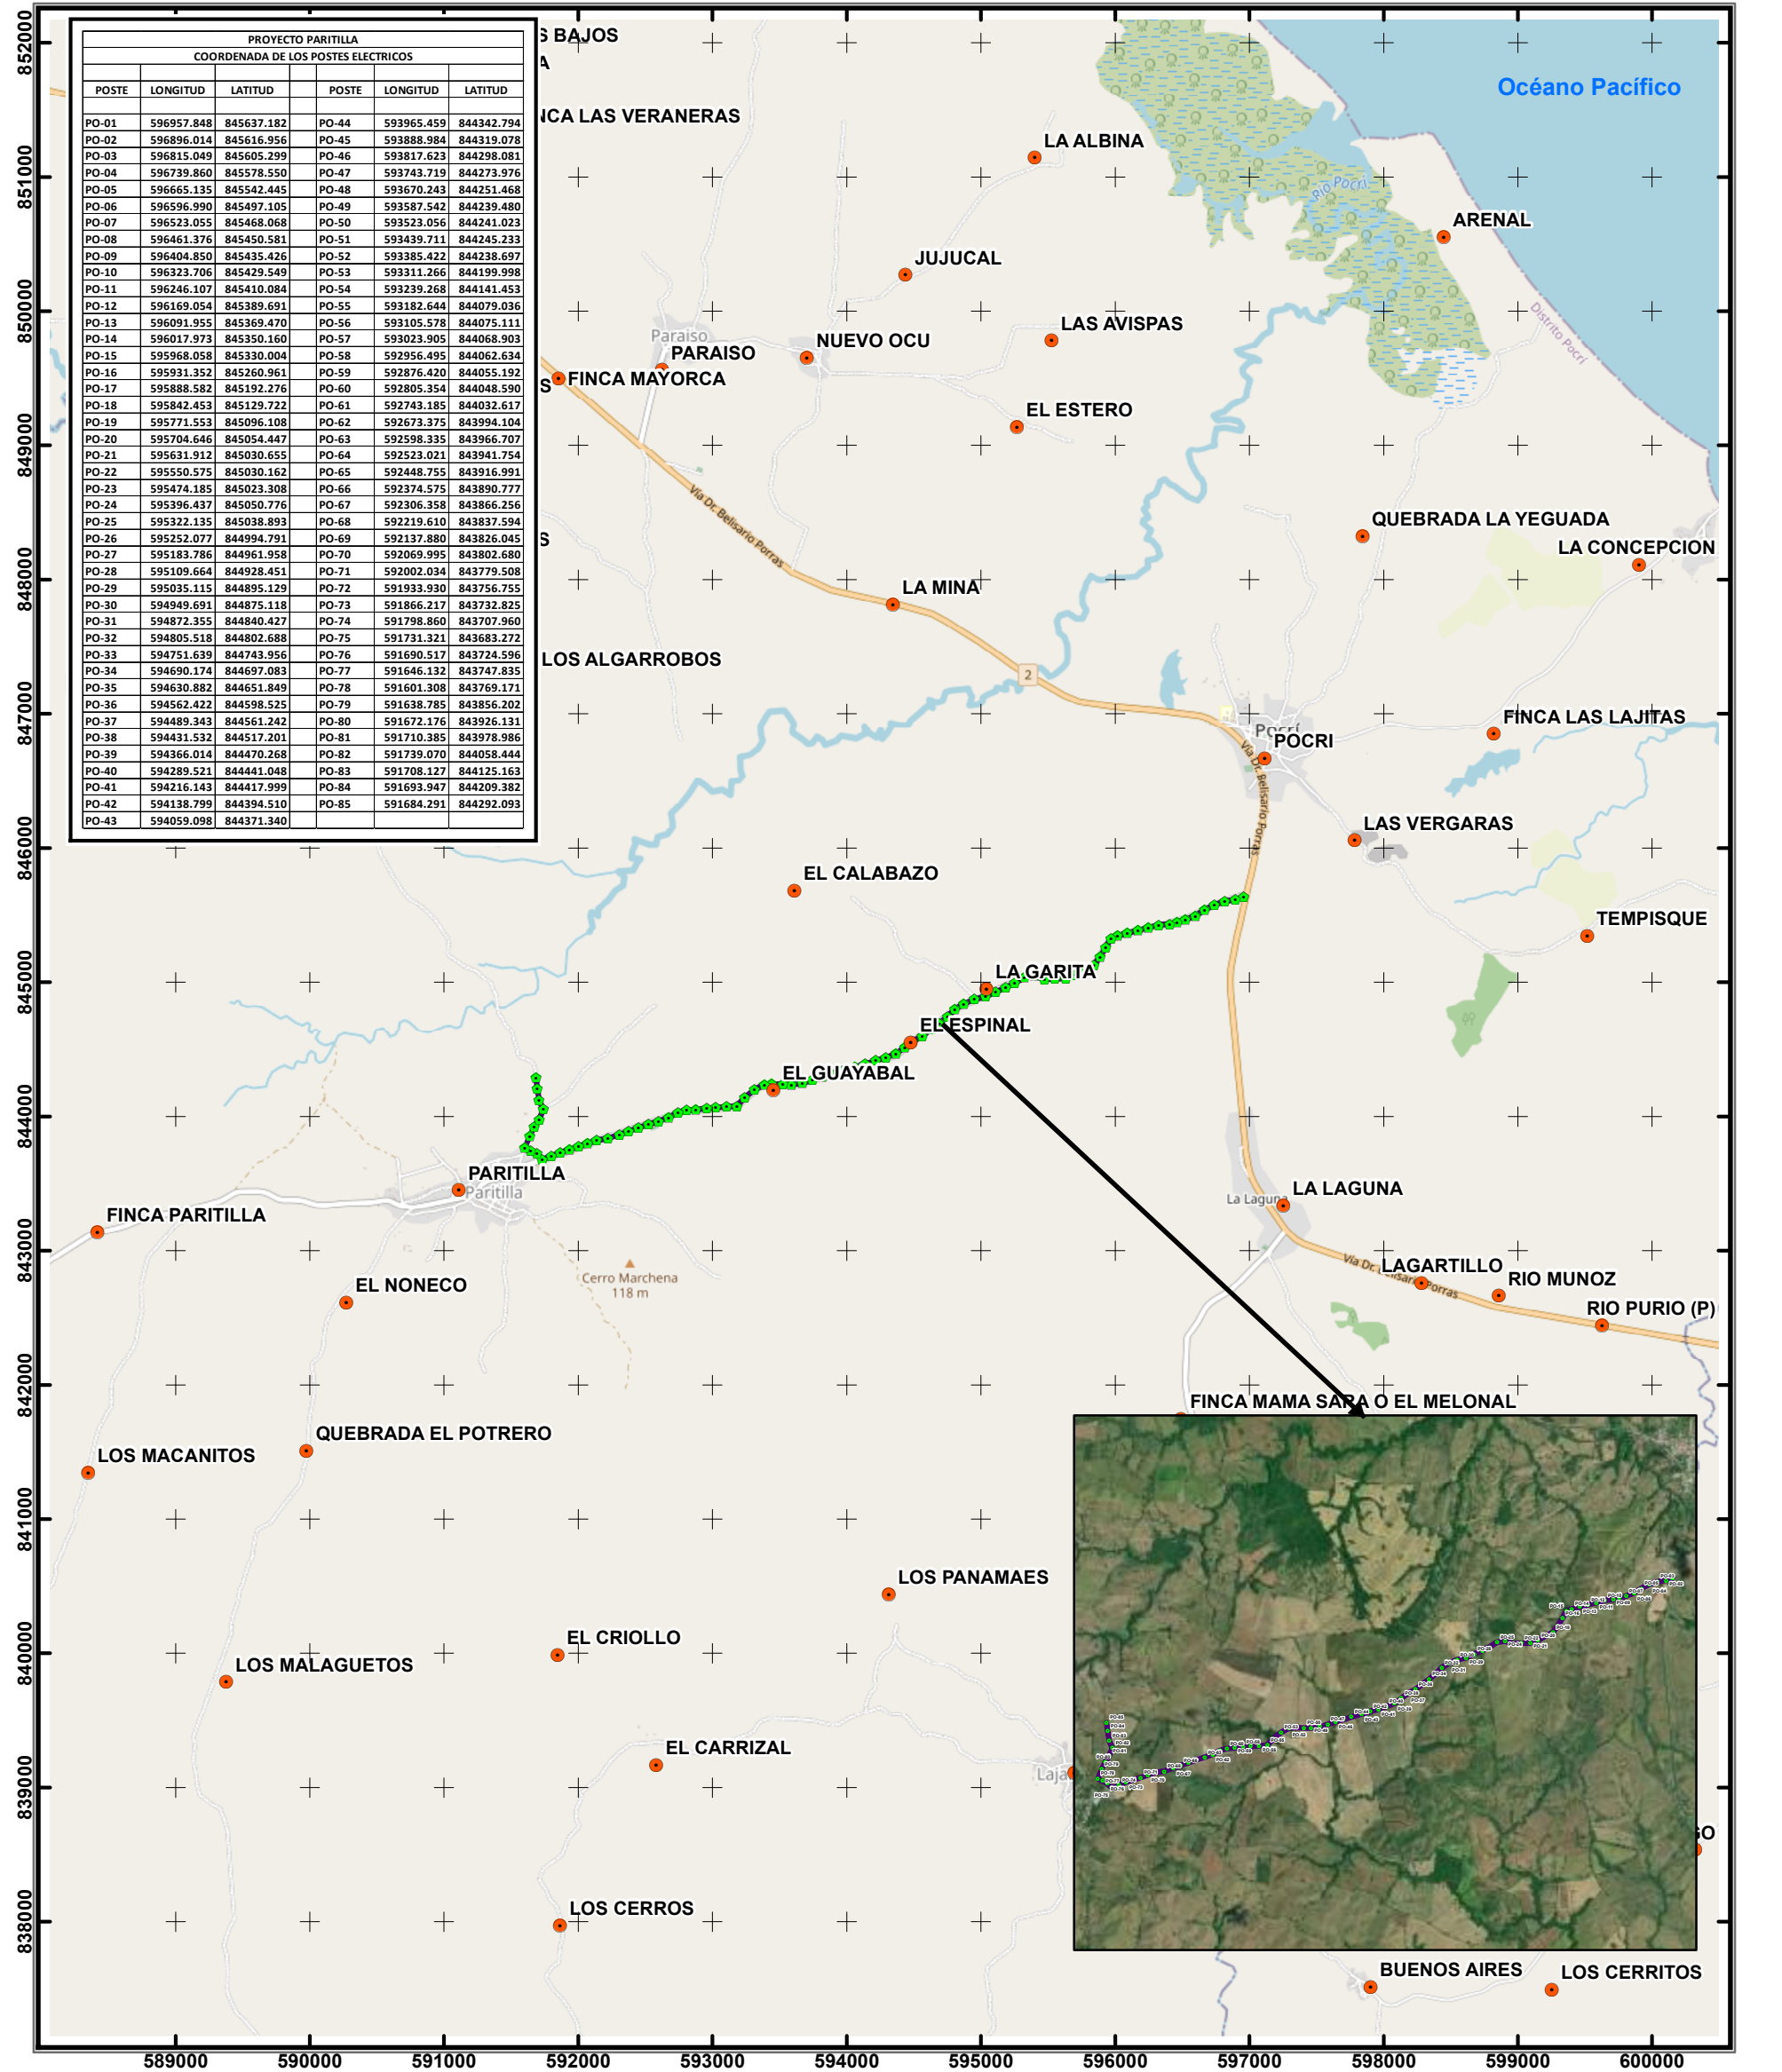 PROYECTO PARITILLA
COORDENADA DE LOS POSTES ELECTRICOS
POSTE LONGITUD LATITUD POSTE LONGITUD LATITUD
PO-01 596957.848 845637.182 PO-44 593965.459 844342.794
PO-02 596896.014 845616.956 PO-45 593888.984 844319.078
PO-03 596815.049 845605.299 PO-46 593817.623 844298.081
PO-04 596739.860 845578.550 PO-47 593743.719 844273.976
PO-05 596665.135 845542.445 PO-48 593670.243 844251.468
PO-06 596596.990 845497.105 PO-49 593587.542 844239.480
PO-07 596523.055 845468.068 PO-50 593523.056 844241.023
PO-08 596461.376 845450.581 PO-51 593439.711 844245.233
PO-09 596404.850 845435.426 PO-52 593385.422 844238.697
PO-10 596323.706 845429.549 PO-53 593311.266 844199.998
PO-11 596246.107 845410.084 PO-54 593239.268 844141.453
PO-12 596169.054 845389.691 PO-55 593182.644 844079.036
PO-13 596091.955 845369.470 PO-56 593105.578 844075.111
PO-14 596017.973 845350.160 PO-57 593023.905 844068.903
PO-15 595968.058 845330.004 PO-58 592956.495 844062.634
PO-16 595931.352 845260.961 PO-59 592876.420 844055.192
PO-17 595888.582 845192.276 PO-60 592805.354 844048.590
PO-18 595842.453 845129.722 PO-61 592743.185 844032.617
PO-19 595771.553 845096.108 PO-62 592673.375 843994.104
PO-20 595704.646 845054.447 PO-63 592598.335 843966.707
PO-21 595631.912 845030.655 PO-64 592523.021 843941.754
PO-22 595550.575 845030.162 PO-65 592448.755 843916.991
PO-23 595474.185 845023.308 PO-66 592374.575 843890.777
PO-24 595396.437 845050.776 PO-67 592306.358 843866.256
PO-25 595322.135 845038.893 PO-68 592219.610 843837.594
PO-26 595252.077 844994.791 PO-69 592137.880 843826.045
PO-27 595183.786 844961.958 PO-70 592069.995 843802.680
PO-28 595109.664 844928.451 PO-71 592002.034 843779.508
PO-29 595035.115 844895.129 PO-72 591933.930 843756.755
PO-30 594949.691 844875.118 PO-73 591866.217 843732.825
PO-31 594872.355 844840.427 PO-74 591798.860 843707.960
PO-32 594805.518 844802.688 PO-75 591731.321 843683.272
PO-33 594751.639 844743.956 PO-76 591690.517 843724.596
PO-34 594690.174 844697.083 PO-77 591646.132 843747.835
PO-35 594630.882 844651.849 PO-78 591601.308 843769.171
PO-36 594562.422 844598.525 PO-79 591638.785 843856.202
PO-37 594489.343 844561.242 PO-80 591672.176 843926.131
PO-38 594431.532 844517.201 PO-81 591710.385 843978.986
PO-39 594366.014 844470.268 PO-82 591739.070 844058.444
PO-40 594289.521 844441.048 PO-83 591708.127 844125.163
PO-41 594216.143 844417.999 PO-84 591693.947 844209.382
PO-42 594138.799 844394.510 PO-85 591684.291 844292.093
PO-43 594059.098 844371.340
S BAJOS
A
NCA LAS VERANERAS
Océano Pacífico
LA ALBINA
Río Pocrí
ARENAL
JUJUCAL
Distrito Pocrí
LAS AVISPAS
Paraiso
PARAISO
NUEVO OCU
S
FINCA MAYORCA
EL ESTERO
Vía Dr. Belisario Porras
QUEBRADA LA YEGUADA
S
LA CONCEPCION
LA MINA
LOS ALGARROBOS
2
FINCA LAS LAJITAS
Pocrí
POCRI
Vía Dr. Belisario Porras
LAS VERGARAS
EL CALABAZO
TEMPISQUE
LA GARITA
EL ESPINAL
EL GUAYABAL
PARITILLA
Paritilla
LA LAGUNA
La Laguna
FINCA PARITILLA
Vía Dr. Belisario Porras
LAGARTILLO
Cerro Marchena
118 m
EL NONECO
RIO MUNOZ
RIO PURIO (P)
FINCA MAMA SARA O EL MELONAL
QUEBRADA EL POTRERO
LOS MACANITOS
LOS PANAMAES
EL CRIOLLO
LOS MALAGUETOS
EL CARRIZAL
Laja
GO
LOS CERROS
BUENOS AIRES
LOS CERRITOS
852000
851000
850000
849000
848000
847000
846000
845000
844000
843000
842000
841000
840000
839000
838000
589000 590000 591000 592000 593000 594000 595000 596000 597000 598000 599000 600000